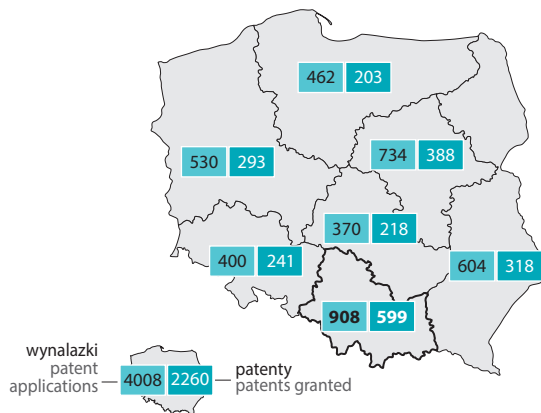 462 203
734 388
530 293
370 218
400 241
604 318
908 599
wynalazki
patent
applications
4008 2260
patenty
patents granted